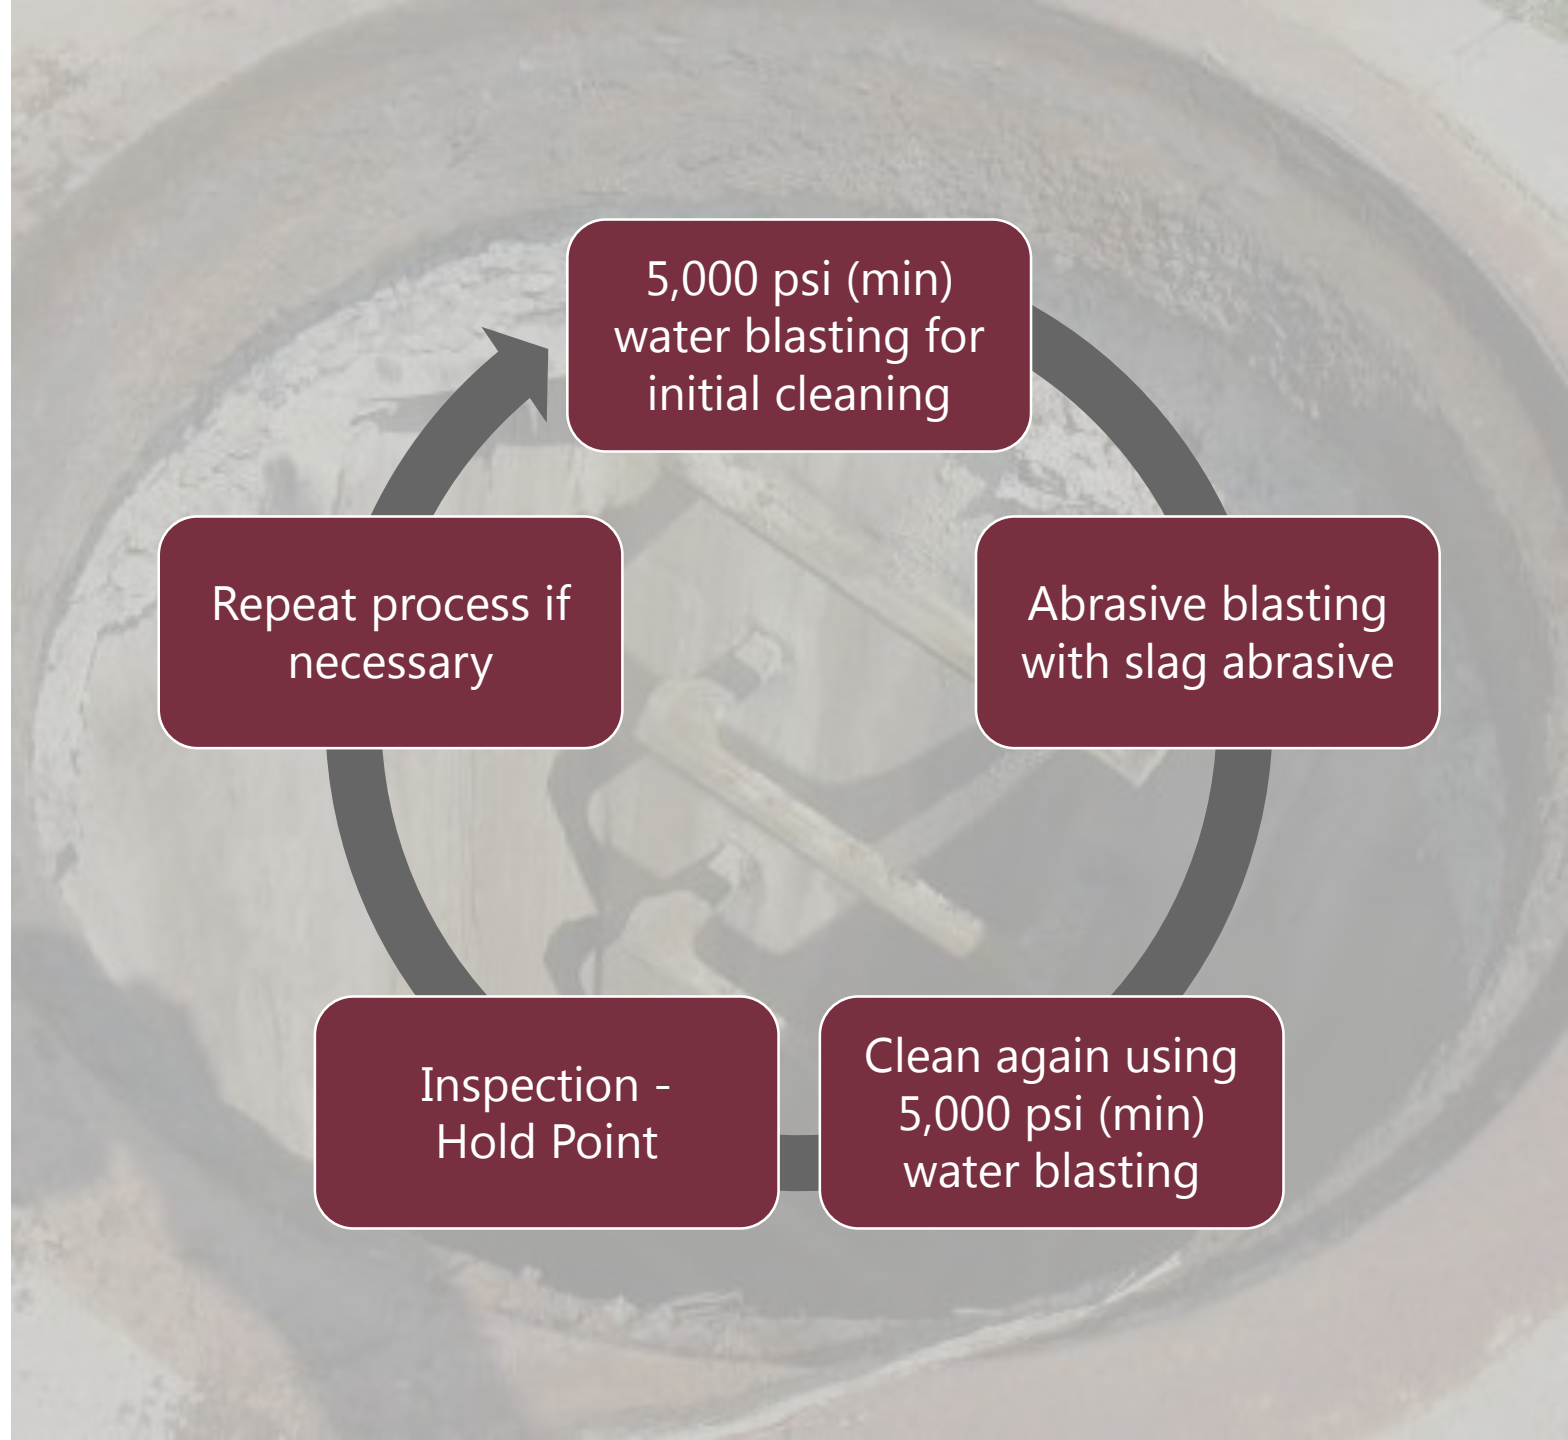 5,000 psi (min)
water blasting for
initial cleaning
Abrasive blasting
with slag abrasive
Clean again using
5,000 psi (min)
water blasting
Inspection -
Hold Point
Repeat process if
necessary